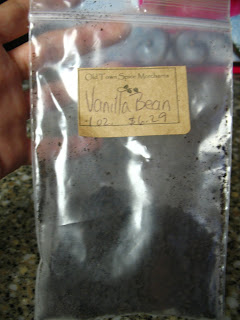 Old Town Spice Merchants
Vanilla Bean
1 oz. $6.29